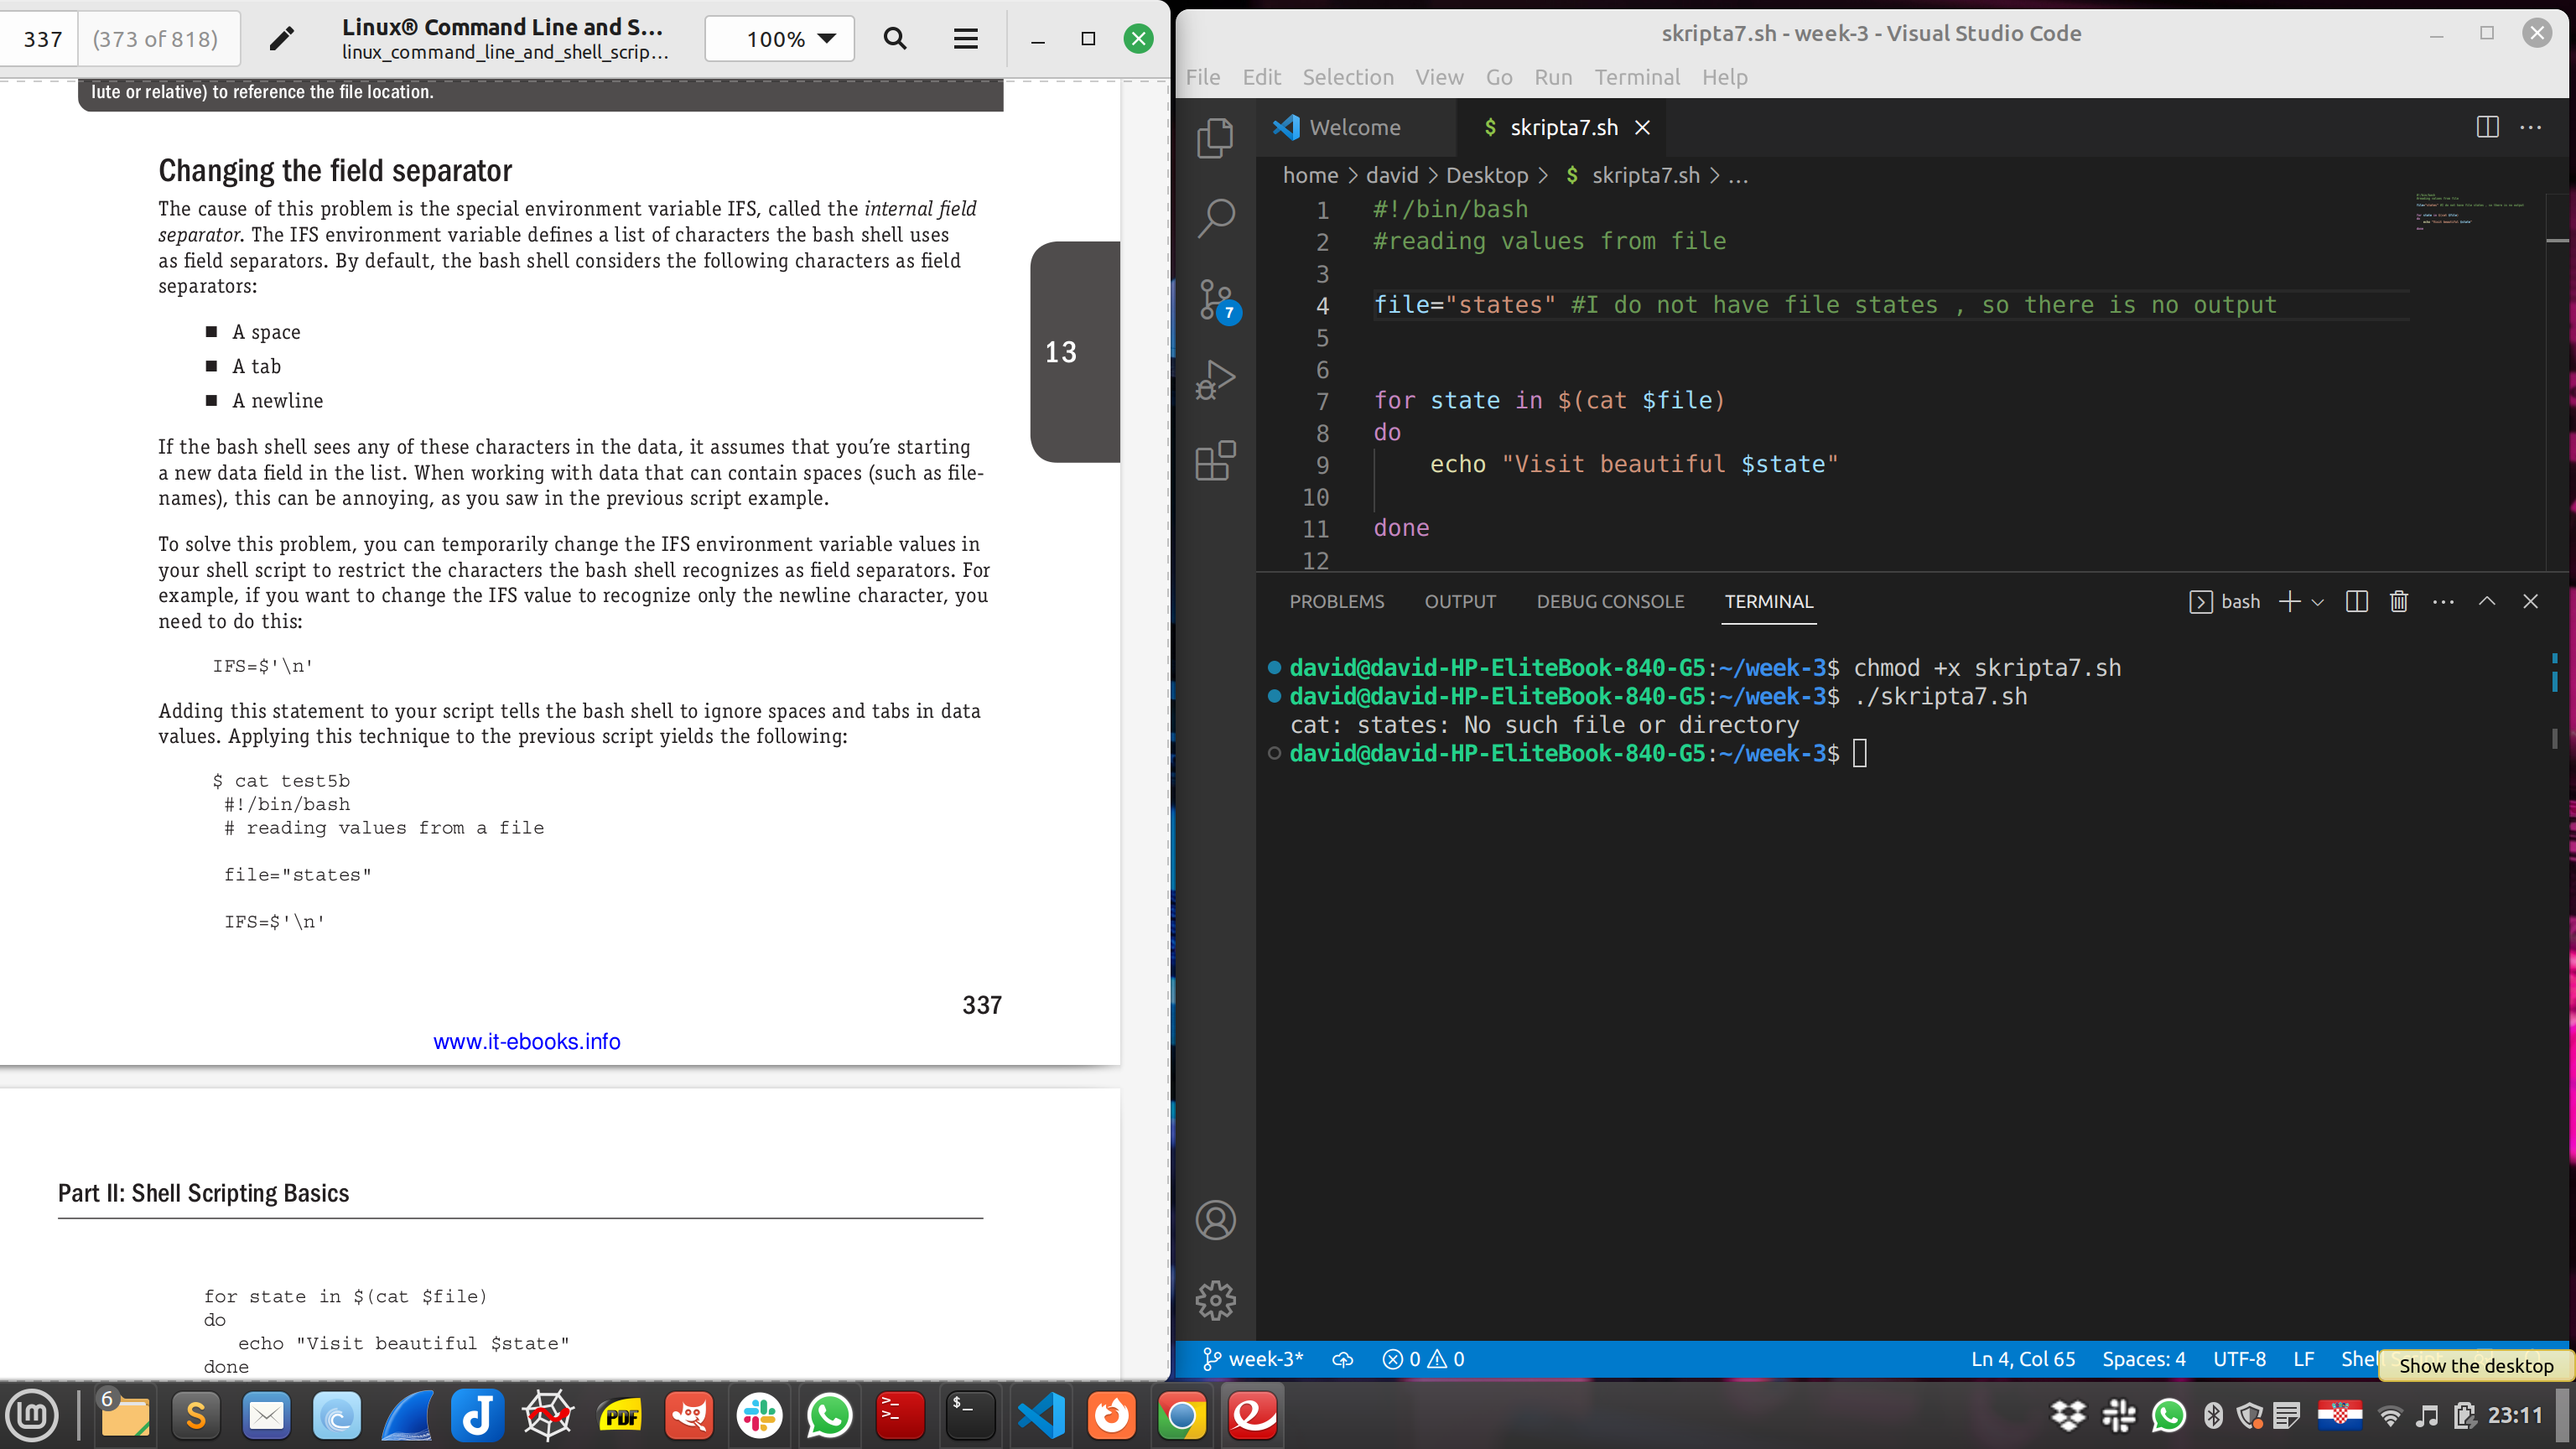 337
(373 of 818)
Linux® Command Line and S...
linux_command_line_and_shell_scrip...
100%
lute or relative) to reference the file location.
Changing the field separator
The cause of this problem is the special environment variable IFS, called the internal field
separator. The IFS environment variable defines a list of characters the bash shell uses
as field separators. By default, the bash shell considers the following characters as field
separators:
■ A space
■ A tab
■ A newline
13
If the bash shell sees any of these characters in the data, it assumes that you’re starting
a new data field in the list. When working with data that can contain spaces (such as file-
names), this can be annoying, as you saw in the previous script example.
To solve this problem, you can temporarily change the IFS environment variable values in
your shell script to restrict the characters the bash shell recognizes as field separators. For
example, if you want to change the IFS value to recognize only the newline character, you
need to do this:
IFS=$'\n'
Adding this statement to your script tells the bash shell to ignore spaces and tabs in data
values. Applying this technique to the previous script yields the following:
$ cat test5b
#!/bin/bash
# reading values from a file
file="states"
IFS=$'\n'
337
www.it-ebooks.info
Part II: Shell Scripting Basics
for state in $(cat $file)
do
echo "Visit beautiful $state"
done
skripta7.sh - week-3 - Visual Studio Code
File Edit Selection View Go Run Terminal Help
Welcome
$ skripta7.sh
home > david > Desktop > $ skripta7.sh > ...
1 #!/bin/bash
2 #reading values from file
3
4 file="states" #I do not have file states , so there is no output
5
6
7 for state in $(cat $file)
8 do
9 echo "Visit beautiful $state"
10
11 done
12
7
PROBLEMS OUTPUT DEBUG CONSOLE TERMINAL
bash
david@david-HP-EliteBook-840-G5:~/week-3$ chmod +x skripta7.sh
david@david-HP-EliteBook-840-G5:~/week-3$ ./skripta7.sh
cat: states: No such file or directory
david@david-HP-EliteBook-840-G5:~/week-3$
week-3* 0 0 Ln 4, Col 65 Spaces: 4 UTF-8 LF Shell
Show the desktop
6
S
PDF
$_
23:11